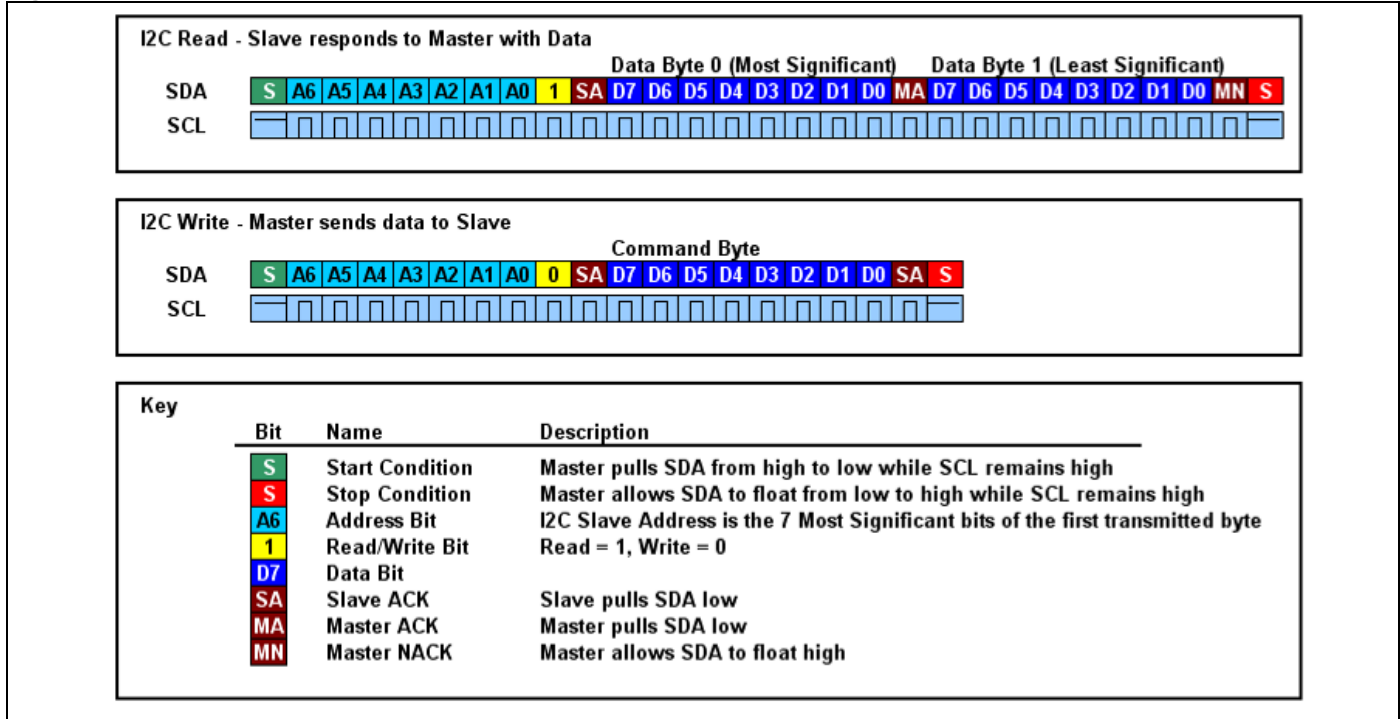 I2C Read - Slave responds to Master with Data
Data Byte 0 (Most Significant) Data Byte 1 (Least Significant)
SDA S A6 A5 A4 A3 A2 A1 A0 1 SA D7 D6 D5 D4 D3 D2 D1 D0 MA D7 D6 D5 D4 D3 D2 D1 D0 MN S
SCL
I2C Write - Master sends data to Slave
Command Byte
SDA S A6 A5 A4 A3 A2 A1 A0 0 SA D7 D6 D5 D4 D3 D2 D1 D0 SA S
SCL
Key
Bit Name Description
S Start Condition Master pulls SDA from high to low while SCL remains high
S Stop Condition Master allows SDA to float from low to high while SCL remains high
A6 Address Bit I2C Slave Address is the 7 Most Significant bits of the first transmitted byte
1 Read/Write Bit Read = 1, Write = 0
D7 Data Bit
SA Slave ACK Slave pulls SDA low
MA Master ACK Master pulls SDA low
MN Master NACK Master allows SDA to float high